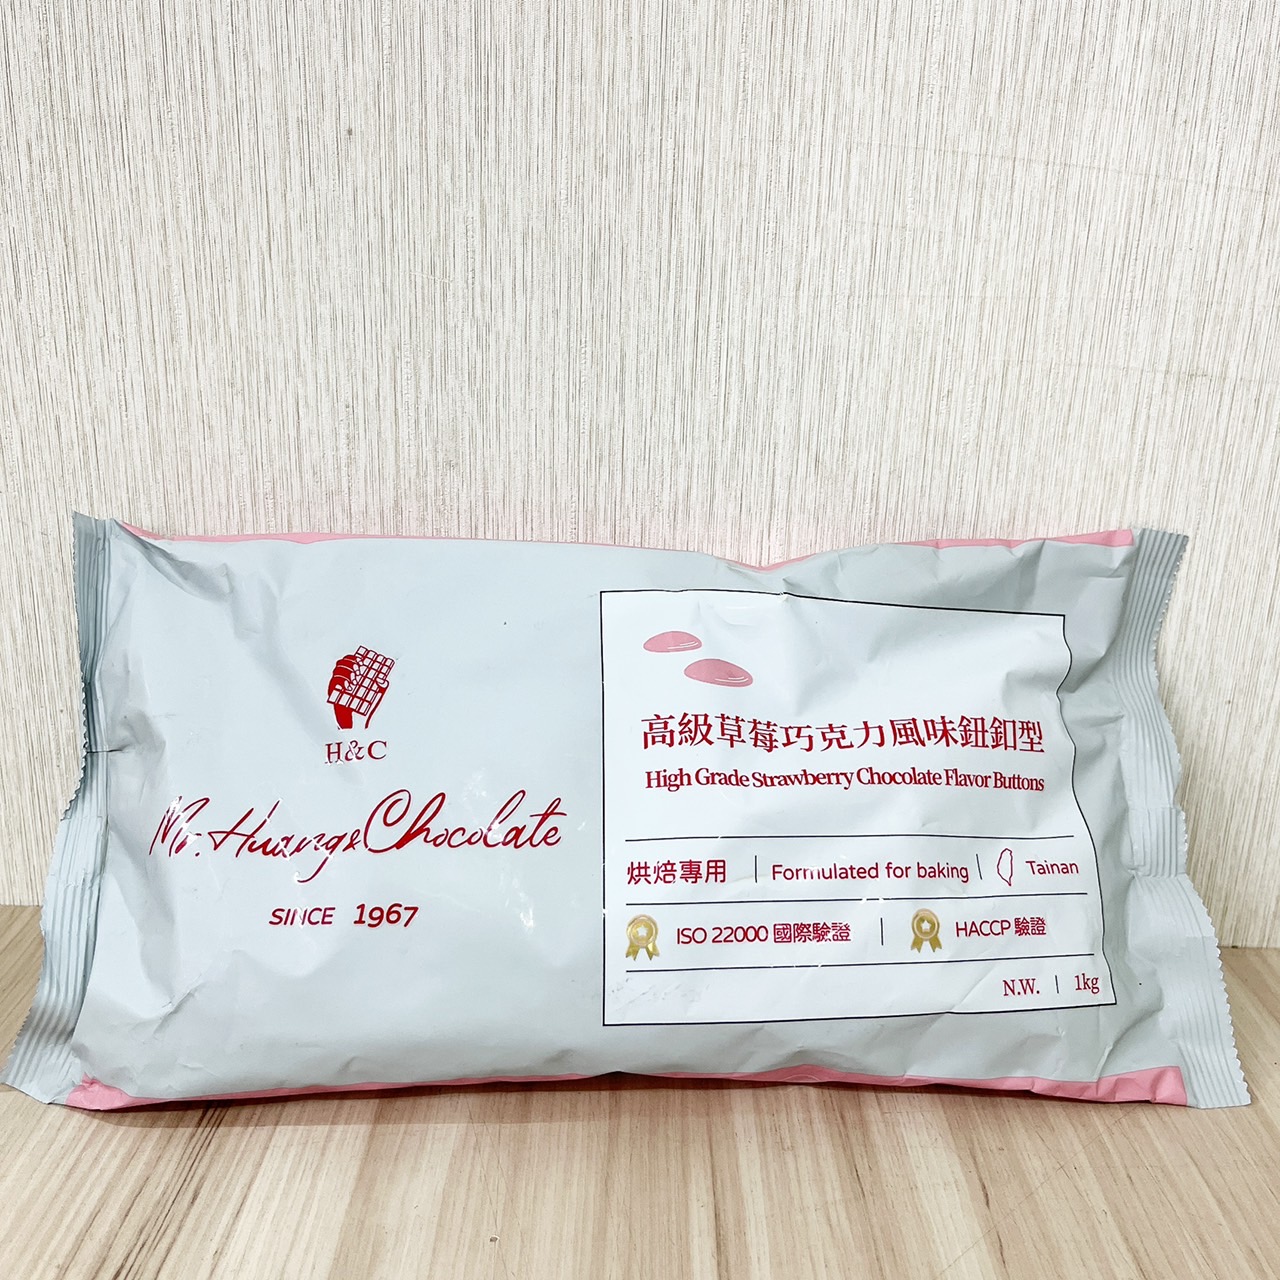 H&C
Mr. Huang & Chocolate
SINCE 1967
高級草莓巧克力風味鈕釦型
High Grade Strawberry Chocolate Flavor Buttons
烘焙專用 | Formulated for baking | Tainan
ISO 22000 國際驗證 | HACCP 驗證
N.W. | 1kg